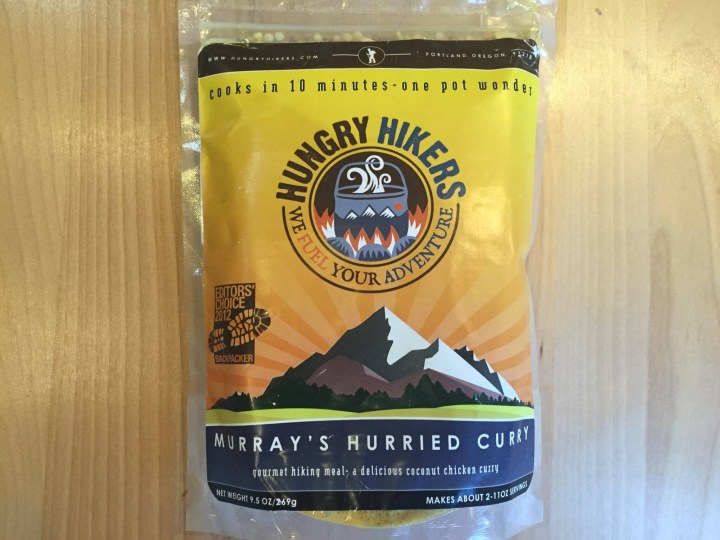 WWW.HUNGRYHIKERS.COM
PORTLAND OREGON,
cooks in 10 minutes-one pot wonder
HUNGRY HIKERS
WE FUEL YOUR ADVENTURE
EDITORS'
CHOICE
2012
BACKPACKER
MURRAY'S HURRIED CURRY
gourmet hiking meal- a delicious coconut chicken curry
NET WEIGHT 9.5 OZ/269g
MAKES ABOUT 2-11OZ SERVINGS